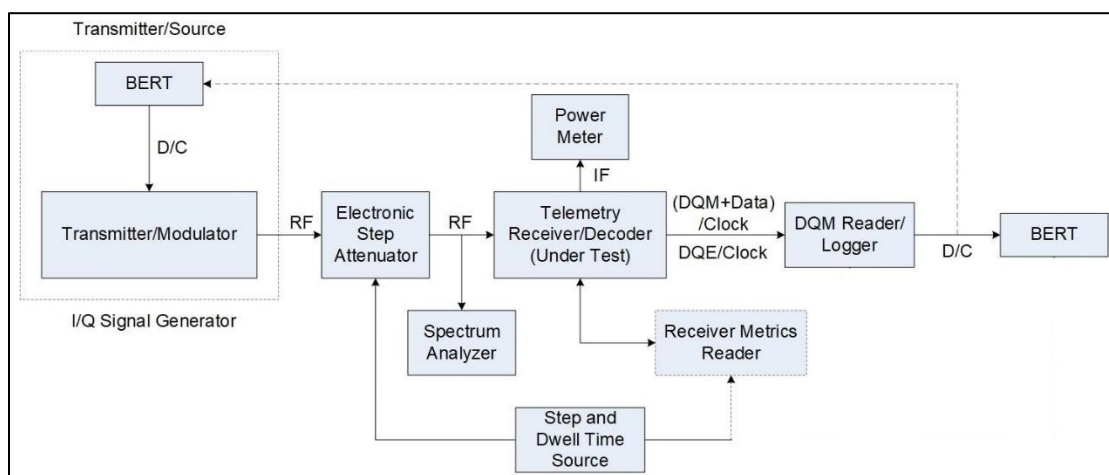 Transmitter/Source
BERT
D/C
Transmitter/Modulator
I/Q Signal Generator
RF
Electronic
Step
Attenuator
RF
Spectrum
Analyzer
Power
Meter
IF
Telemetry
Receiver/Decoder
(Under Test)
(DQM+Data)
/Clock
DQE/Clock
DQM Reader/
Logger
D/C
BERT
Receiver Metrics
Reader
Step and
Dwell Time
Source